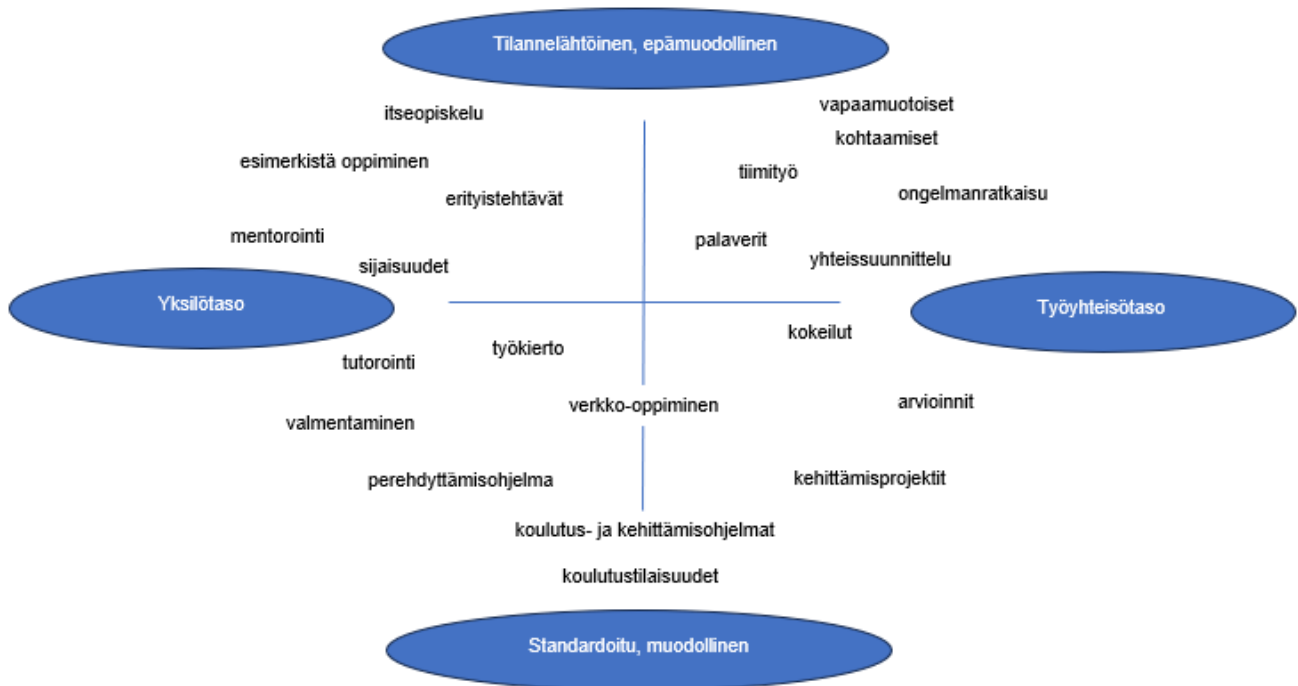 Tilannelähtöinen, epämuodollinen
itseopiskelu
vapaamuotoiset
kohtaamiset
esimerkistä oppiminen
tiimityö
erityistehtävät
ongelmanratkaisu
mentorointi
palaverit
sijaisuudet
yhteissuunnittelu
Yksilötaso
Työyhteisötaso
kokeilut
työkierto
tutorointi
verkko-oppiminen
arvioinnit
valmentaminen
perehdyttämisohjelma
kehittämisprojektit
koulutus- ja kehittämisohjelmat
koulutustilaisuudet
Standardoitu, muodollinen